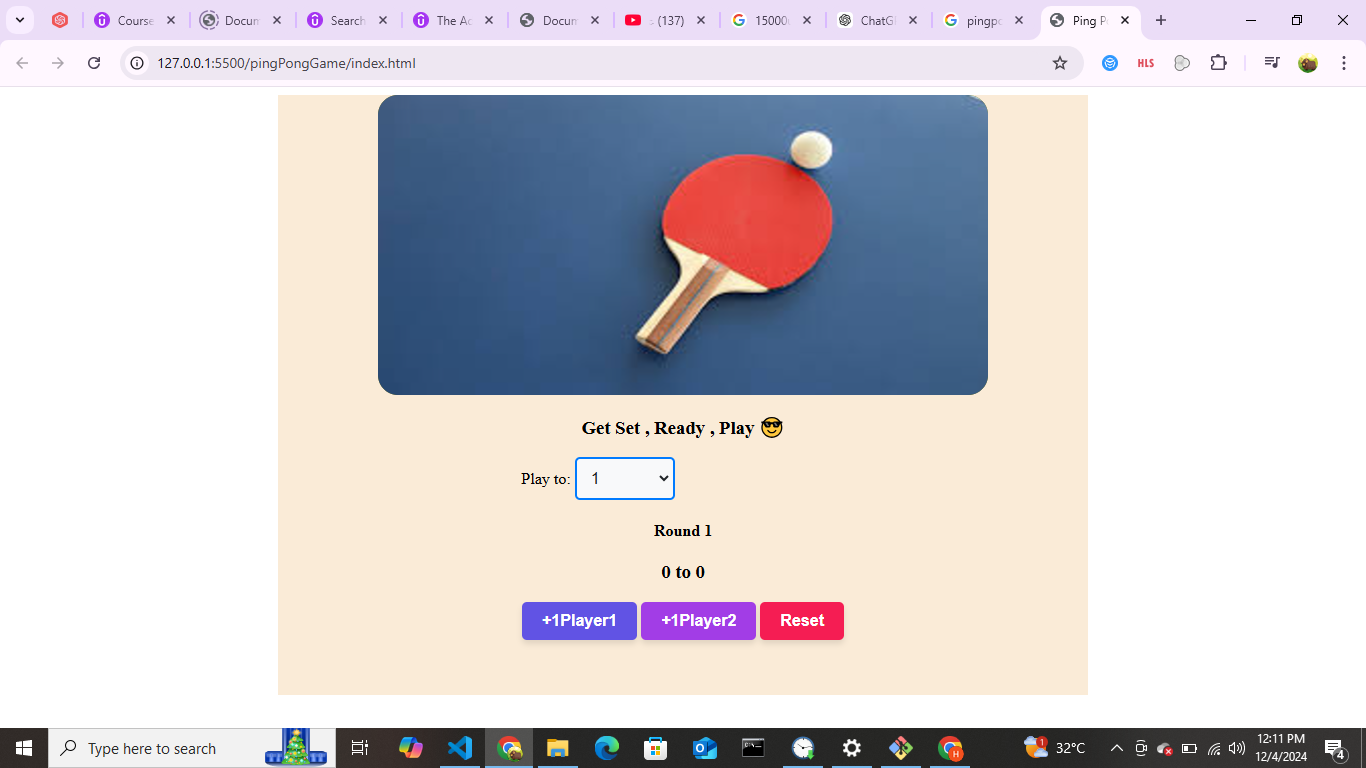 Course
Docum
Search
The Ac
Docum
(137)
15000
ChatG
pingpo
Ping P
127.0.0.1:5500/pingPongGame/index.html
HLS
Get Set , Ready , Play 😎
Play to: 1
Round 1
0 to 0
+1Player1 +1Player2 Reset
Type here to search
H
1
32°C
12:11 PM
12/4/2024
4